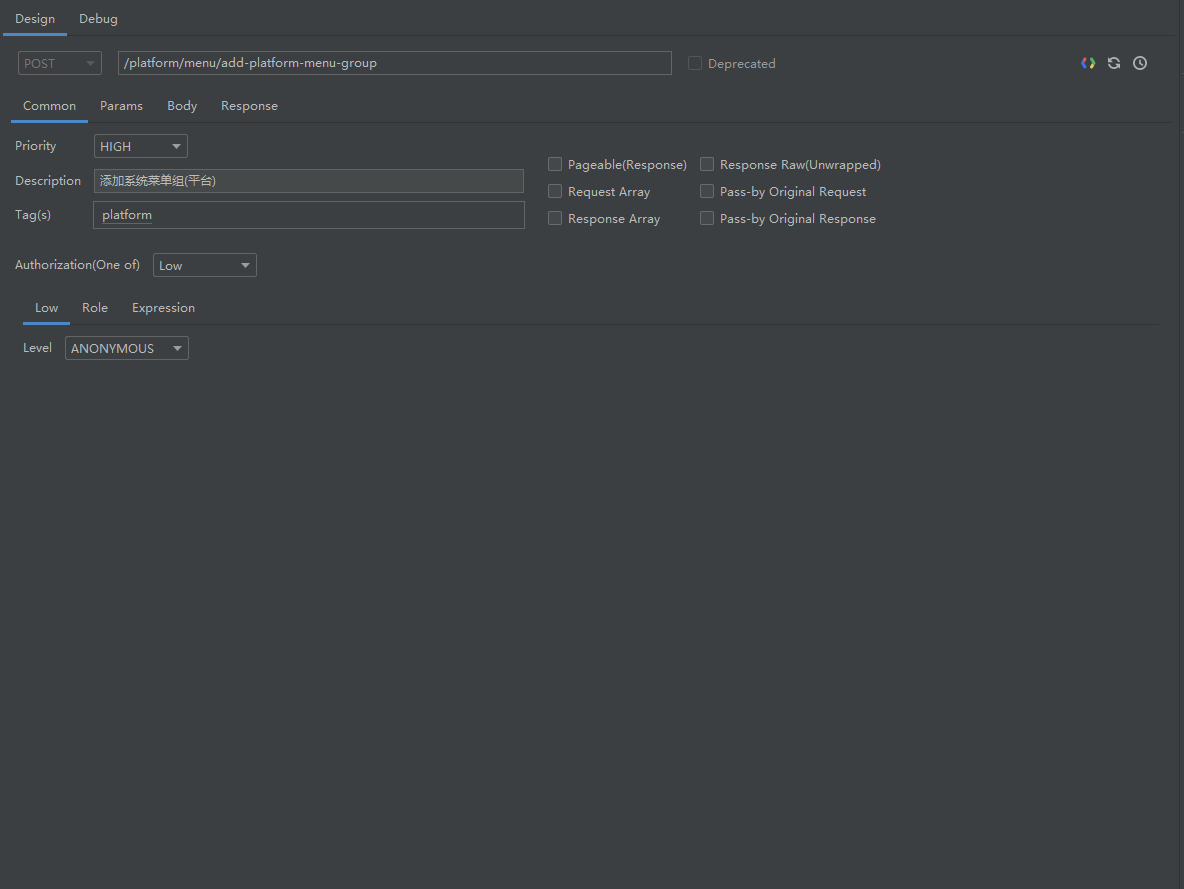 Design Debug
POST /platform/menu/add-platform-menu-group Deprecated
Common Params Body Response
Priority HIGH
Pageable(Response) Response Raw(Unwrapped)
Description 添加系统菜单组(平台)
Request Array Pass-by Original Request
Tag(s) platform
Response Array Pass-by Original Response
Authorization(One of) Low
Low Role Expression
Level ANONYMOUS